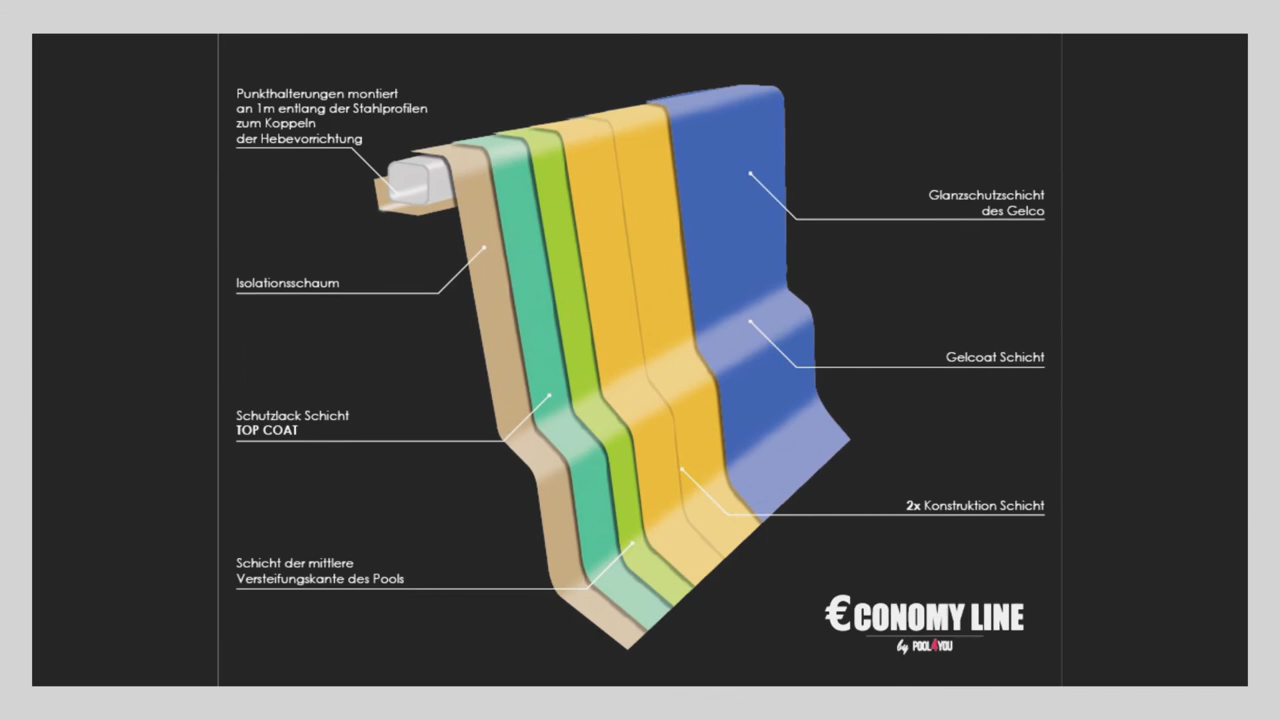 Punkthalterungen montiert
an 1m entlang der Stahlprofilen
zum Koppeln
der Hebevorrichtung
Isolationsschaum
Schutzlack Schicht
TOP COAT
Schicht der mittlere
Versteifungskante des Pools
Glanzschutzschicht
des Gelco
Gelcoat Schicht
2x Konstruktion Schicht
€CONOMY LINE
by POOL4YOU